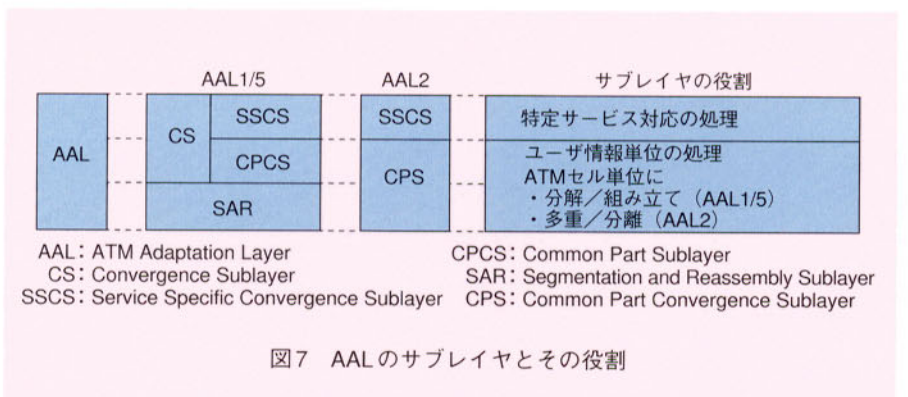 AAL1/5
AAL2
サブレイヤの役割
AAL
CS
SSCS
CPCS
SAR
SSCS
CPS
特定サービス対応の処理
ユーザ情報単位の処理
ATMセル単位に
・分解／組み立て（AAL1/5）
・多重／分離（AAL2）
AAL：ATM Adaptation Layer
CS：Convergence Sublayer
SSCS：Service Specific Convergence Sublayer
CPCS：Common Part Sublayer
SAR：Segmentation and Reassembly Sublayer
CPS：Common Part Convergence Sublayer
図7　AALのサブレイヤとその役割